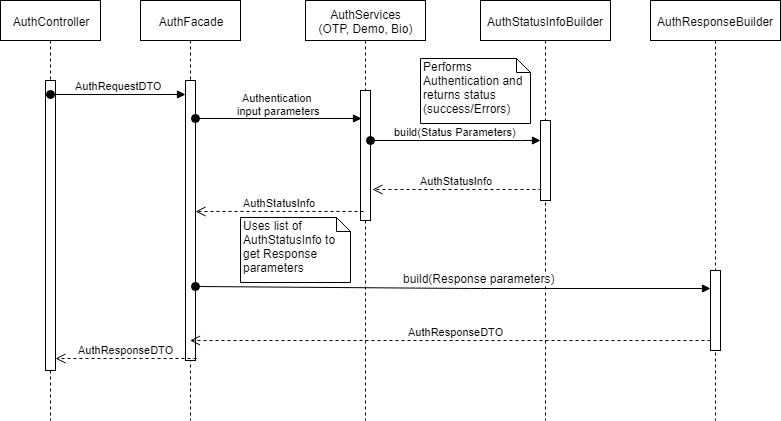 AuthController
AuthFacade
AuthServices
(OTP, Demo, Bio)
AuthStatusInfoBuilder
AuthResponseBuilder
Performs
Authentication and
returns status
(success/Errors)
AuthRequestDTO
Authentication
input parameters
build(Status Parameters)
AuthStatusInfo
AuthStatusInfo
Uses list of
AuthStatusInfo to
get Response
parameters
build(Response parameters)
AuthResponseDTO
AuthResponseDTO